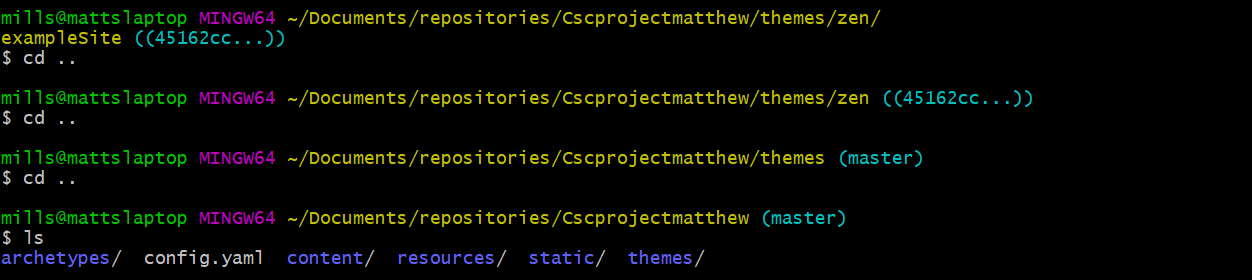 mills@mattslaptop MINGW64 ~/Documents/repositories/Cscprojectmatthew/themes/zen/
exampleSite ((45162cc...))
$ cd ..
mills@mattslaptop MINGW64 ~/Documents/repositories/Cscprojectmatthew/themes/zen ((45162cc...))
$ cd ..
mills@mattslaptop MINGW64 ~/Documents/repositories/Cscprojectmatthew/themes (master)
$ cd ..
mills@mattslaptop MINGW64 ~/Documents/repositories/Cscprojectmatthew (master)
$ ls
archetypes/  config.yaml  content/  resources/  static/  themes/